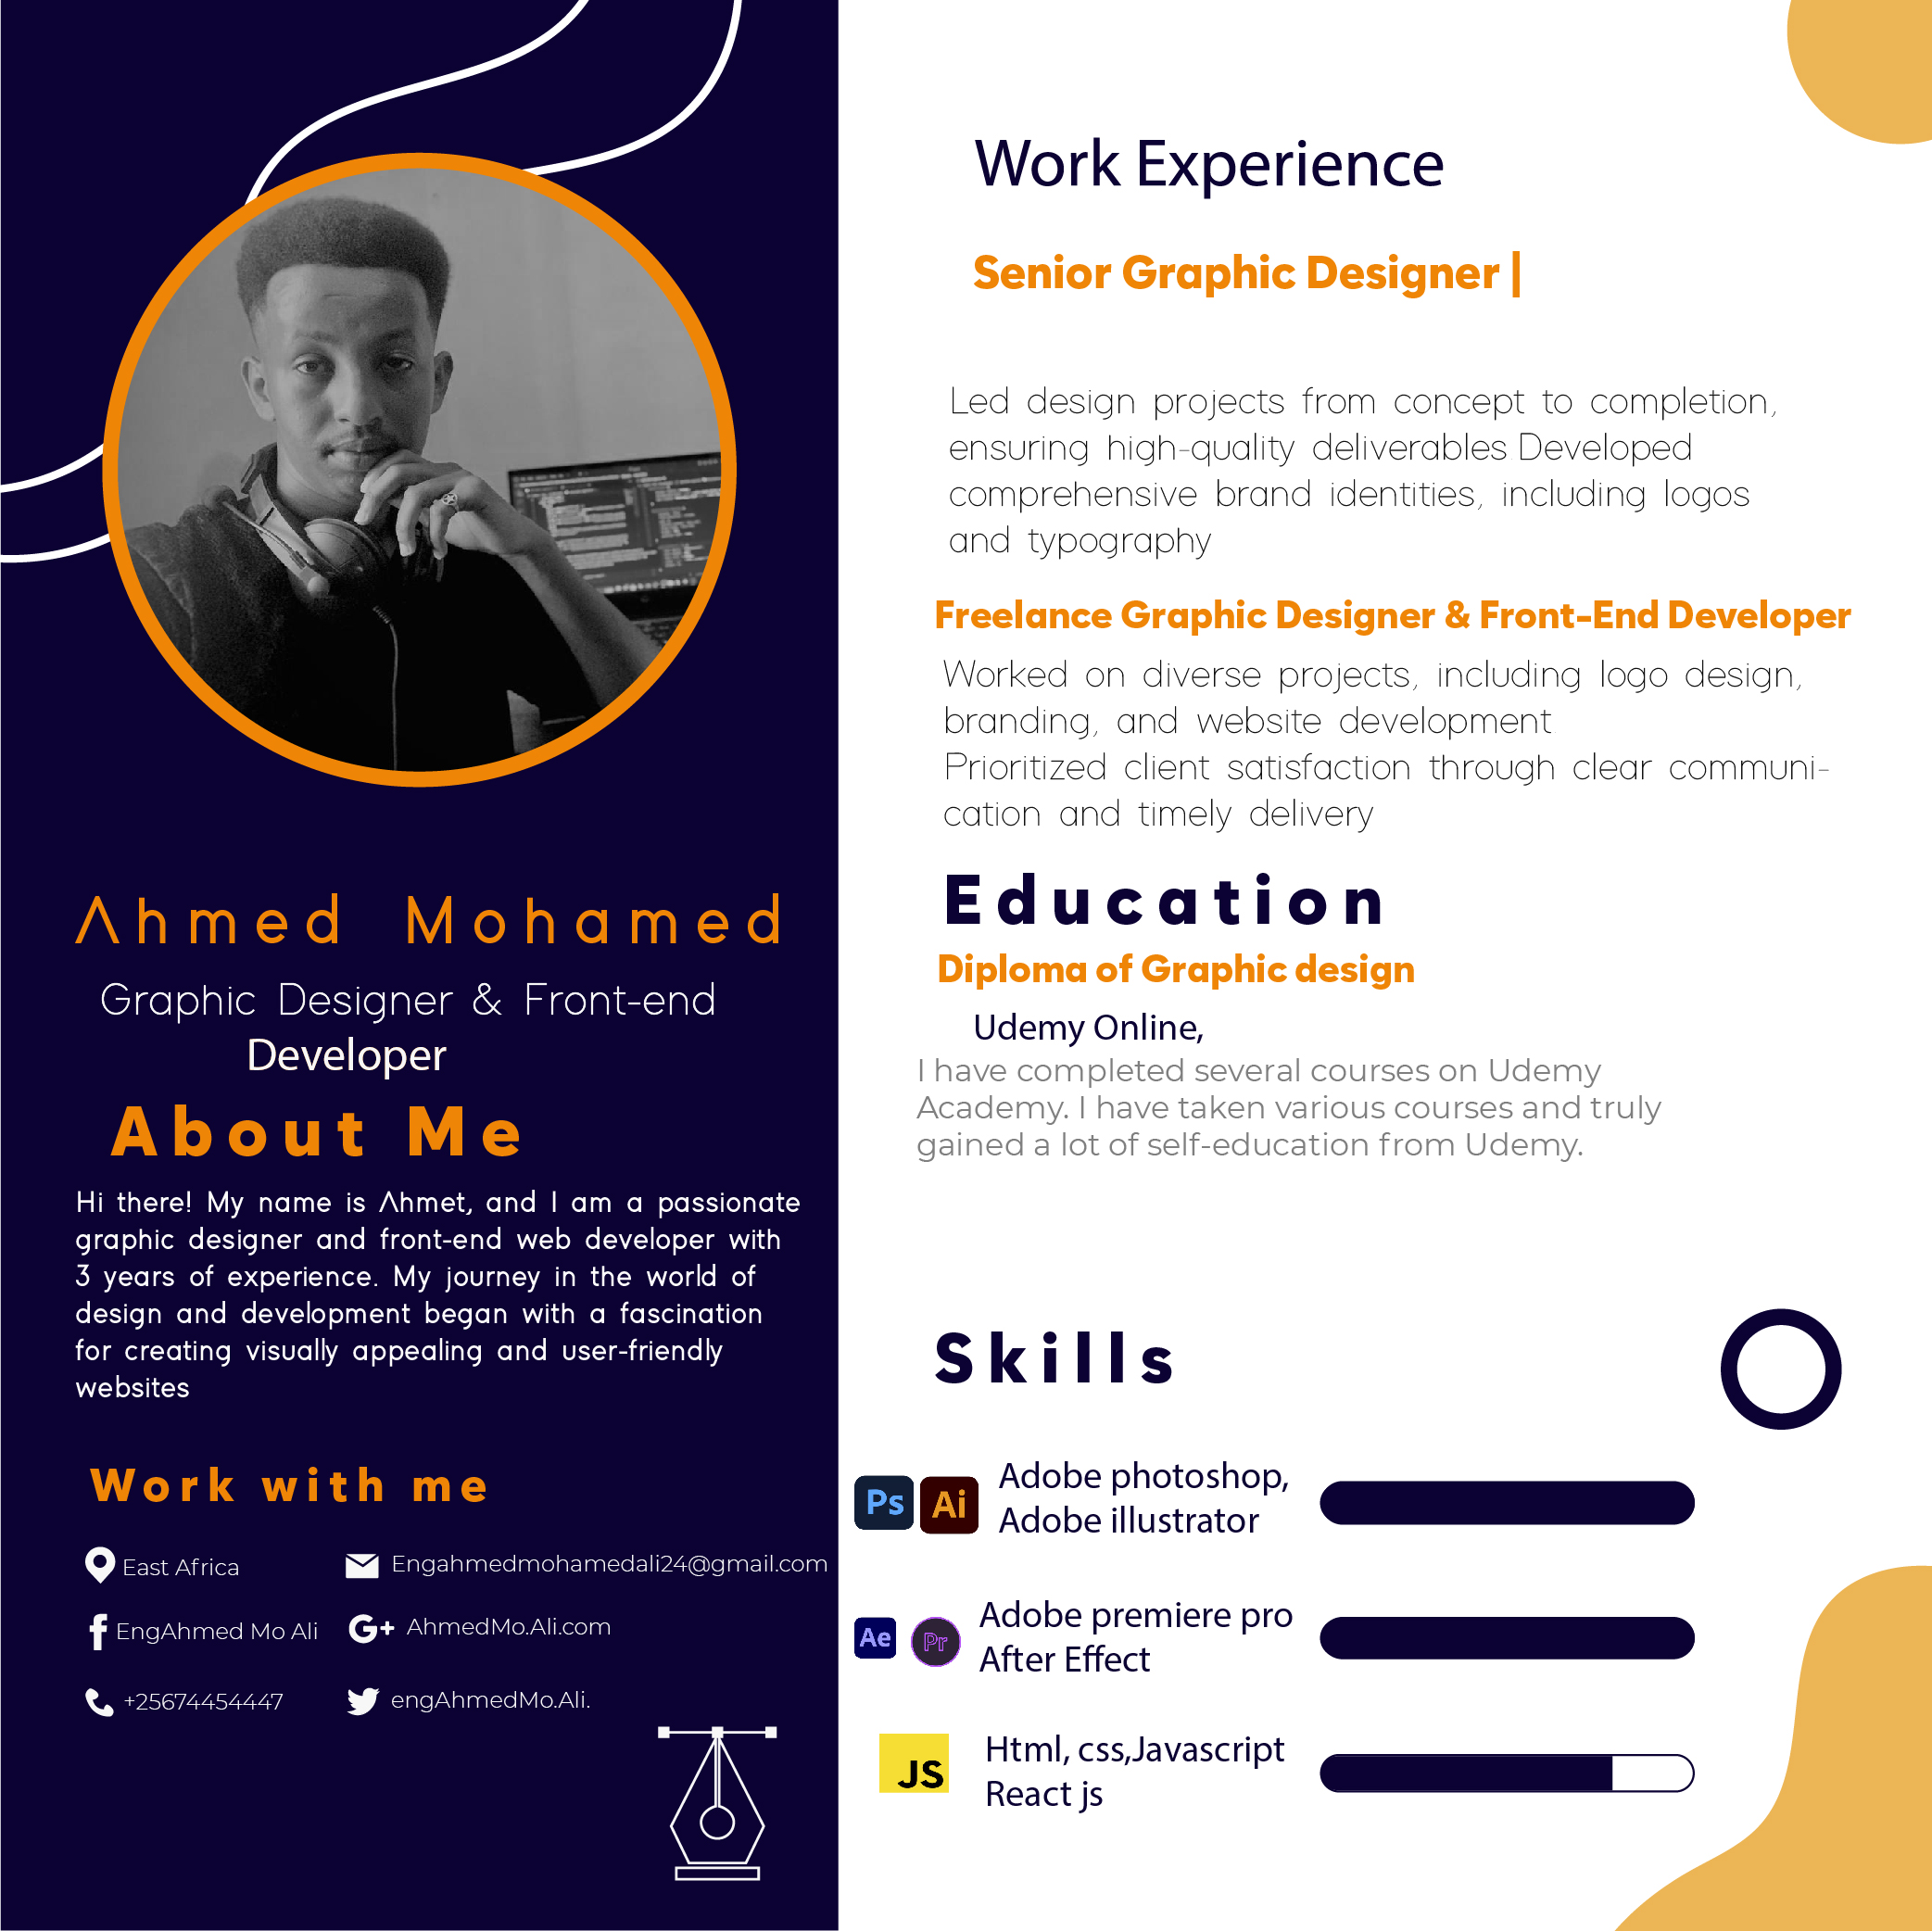 Ahmed Mohamed
Graphic Designer & Front-end
Developer
About Me
Hi there! My name is Ahmet, and I am a passionate
graphic designer and front-end web developer with
3 years of experience. My journey in the world of
design and development began with a fascination
for creating visually appealing and user-friendly
websites
Work with me
East Africa
Engahmedmohamedali24@gmail.com
EngAhmed Mo Ali
G+ AhmedMo.Ali.com
+25674454447
engAhmedMo.Ali.
Work Experience
Senior Graphic Designer |
Led design projects from concept to completion,
ensuring high-quality deliverables Developed
comprehensive brand identities, including logos
and typography
Freelance Graphic Designer & Front-End Developer
Worked on diverse projects, including logo design,
branding, and website development
Prioritized client satisfaction through clear communi-
cation and timely delivery
Education
Diploma of Graphic design
Udemy Online,
I have completed several courses on Udemy
Academy. I have taken various courses and truly
gained a lot of self-education from Udemy.
Skills
Ps Ai
Adobe photoshop,
Adobe illustrator
Ae Pr
Adobe premiere pro
After Effect
JS
Html, css,Javascript
React js